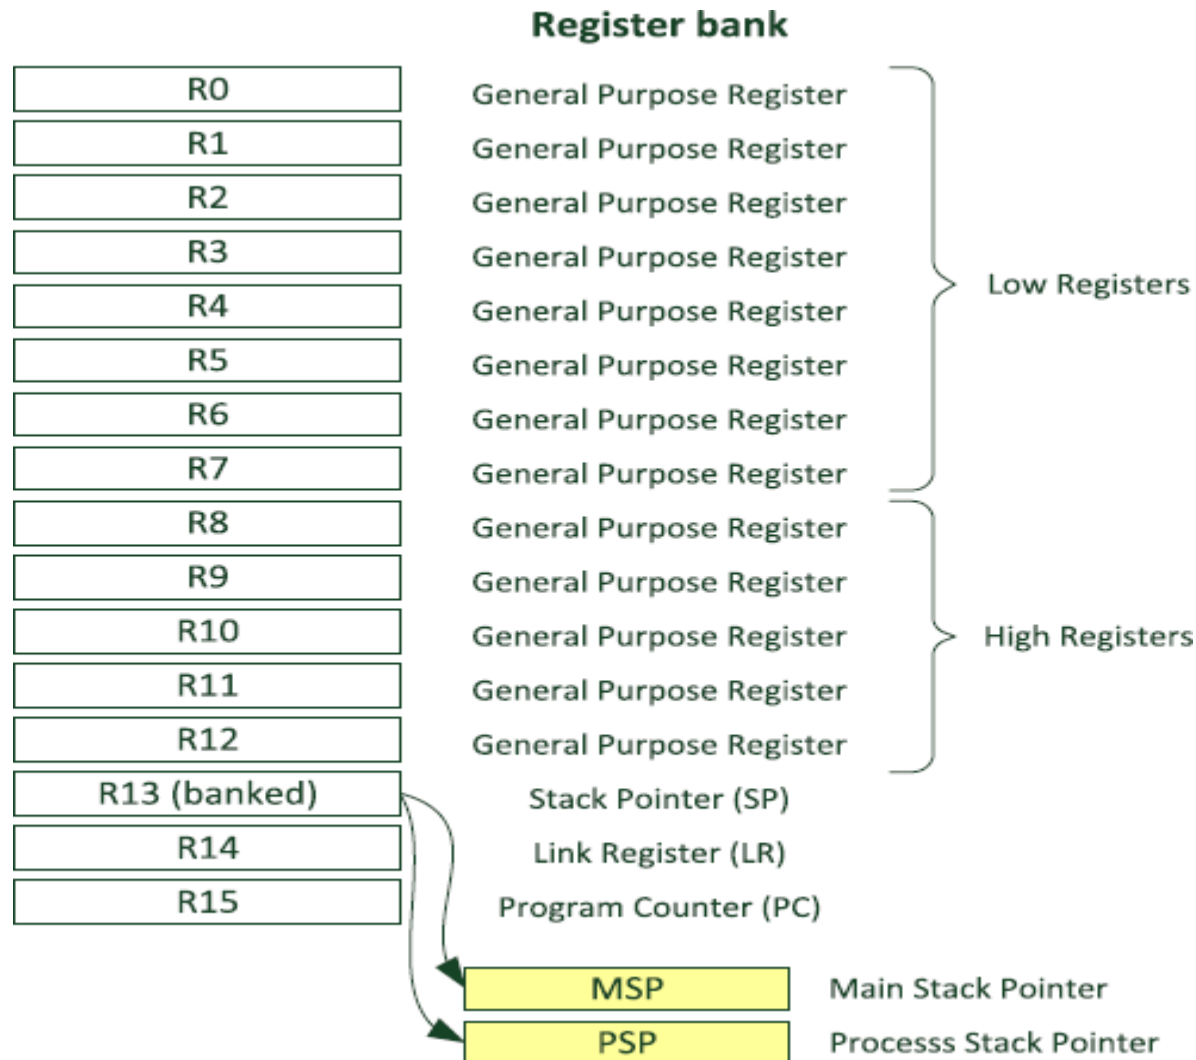 Register bank
R0 General Purpose Register
R1 General Purpose Register
R2 General Purpose Register
R3 General Purpose Register
Low Registers
R4 General Purpose Register
R5 General Purpose Register
R6 General Purpose Register
R7 General Purpose Register
R8 General Purpose Register
R9 General Purpose Register
R10 General Purpose Register
High Registers
R11 General Purpose Register
R12 General Purpose Register
R13 (banked) Stack Pointer (SP)
R14 Link Register (LR)
R15 Program Counter (PC)
MSP Main Stack Pointer
PSP Processs Stack Pointer